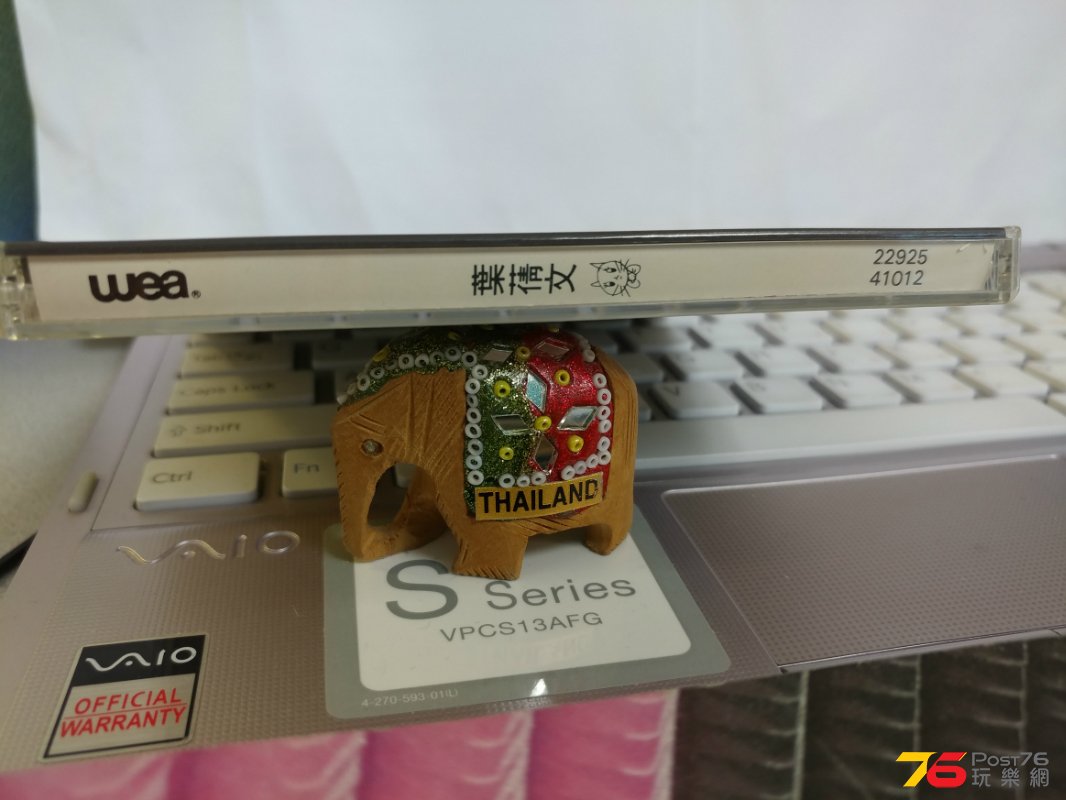 wea®
葉蒨文
22925
41012
Caps Lock
Shift
Ctrl
Fn
THAILAND
VAIO
S Series
VPCS13AFG
4-270-593-01(L)
VAIO
OFFICIAL
WARRANTY
76 Post76
玩樂網